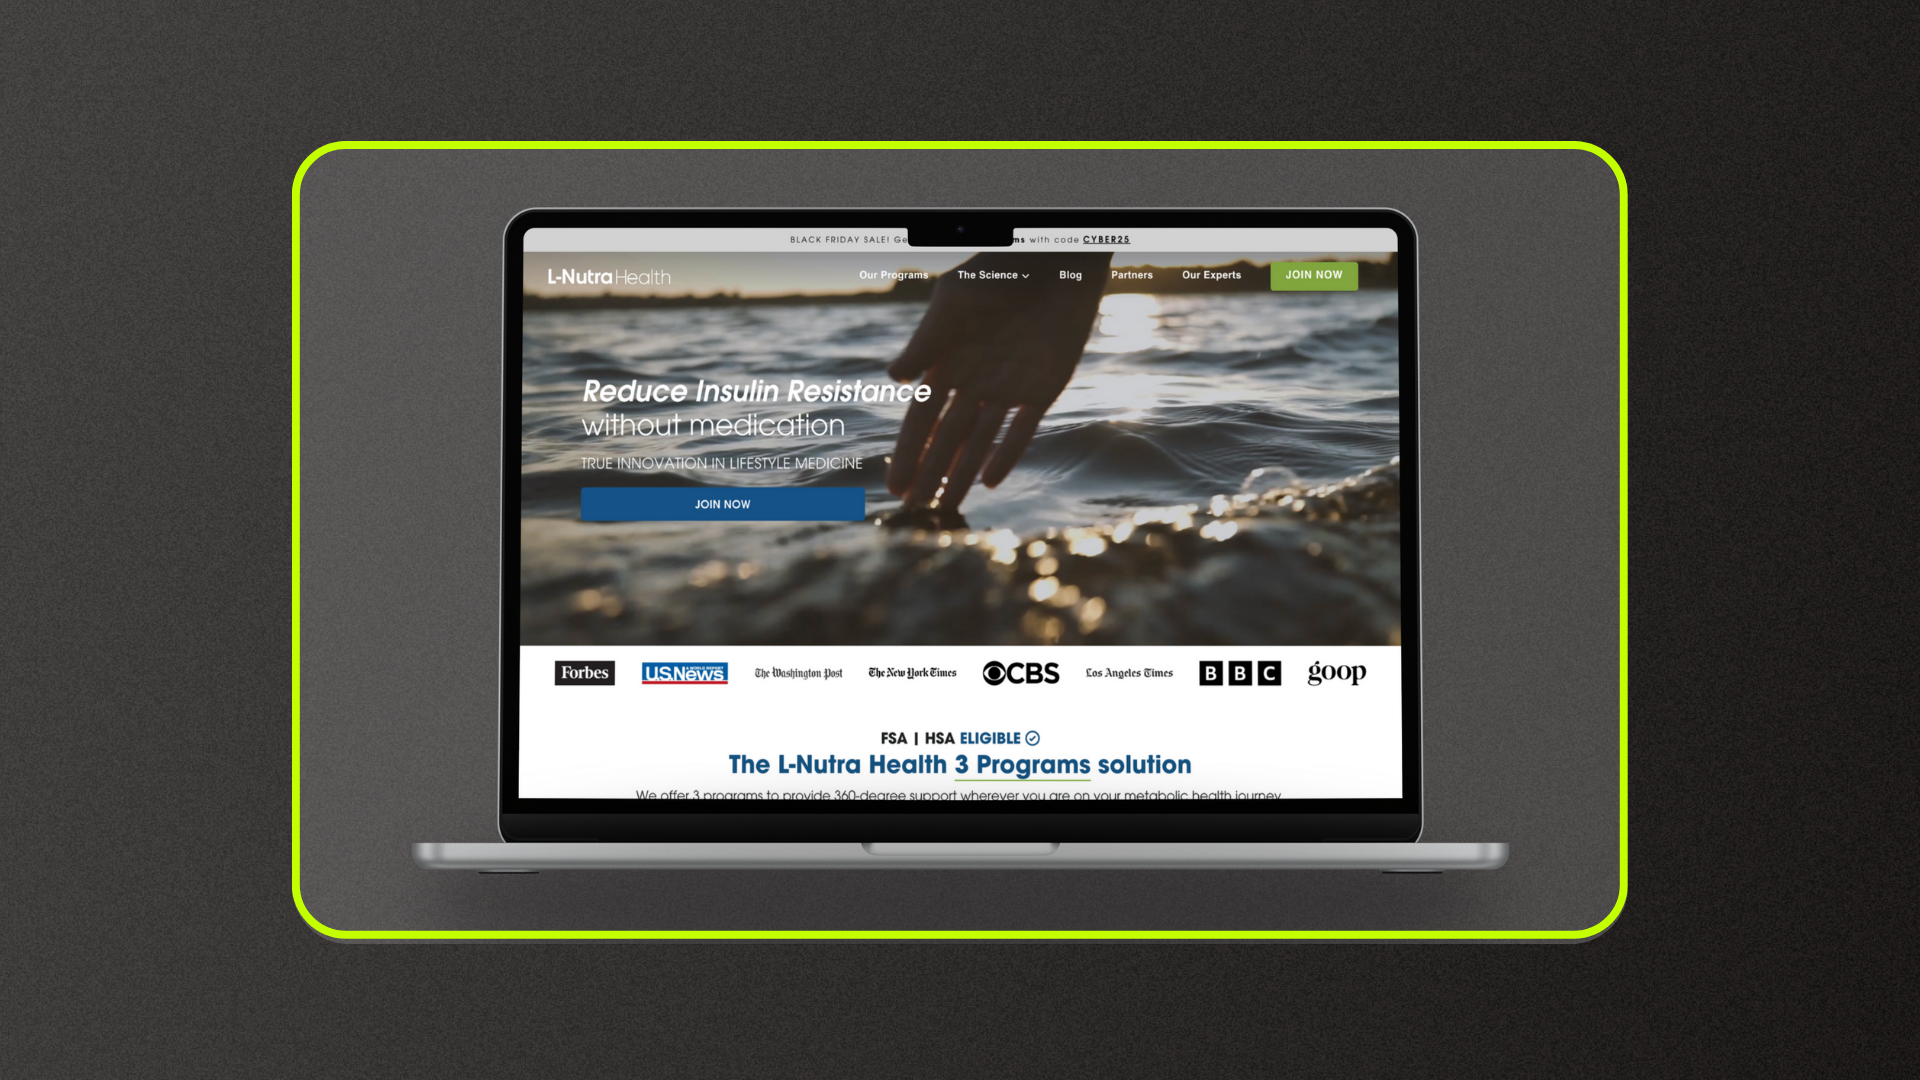 BLACK FRIDAY SALE! Ge ms with code CYBER25
L-Nutra Health
Our Programs
The Science
Blog
Partners
Our Experts
JOIN NOW
Reduce Insulin Resistance
without medication
TRUE INNOVATION IN LIFESTYLE MEDICINE
JOIN NOW
Forbes
U.S.News
& WORLD REPORT
The Washington Post
The New York Times
CBS
Los Angeles Times
BBC
goop
FSA | HSA ELIGIBLE
The L-Nutra Health 3 Programs solution
We offer 3 programs to provide 360-degree support wherever you are on your metabolic health journey